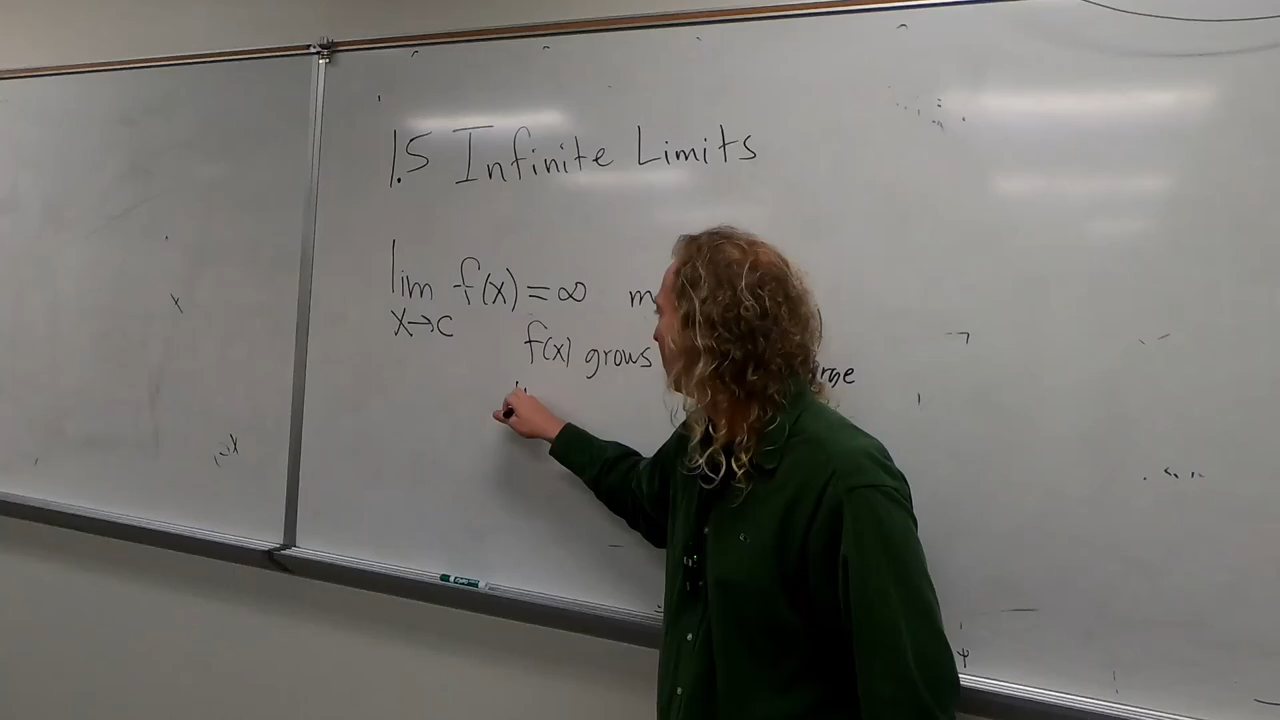 1.5 Infinite Limits
lim f(x) = ∞
x→c
f(x) grows